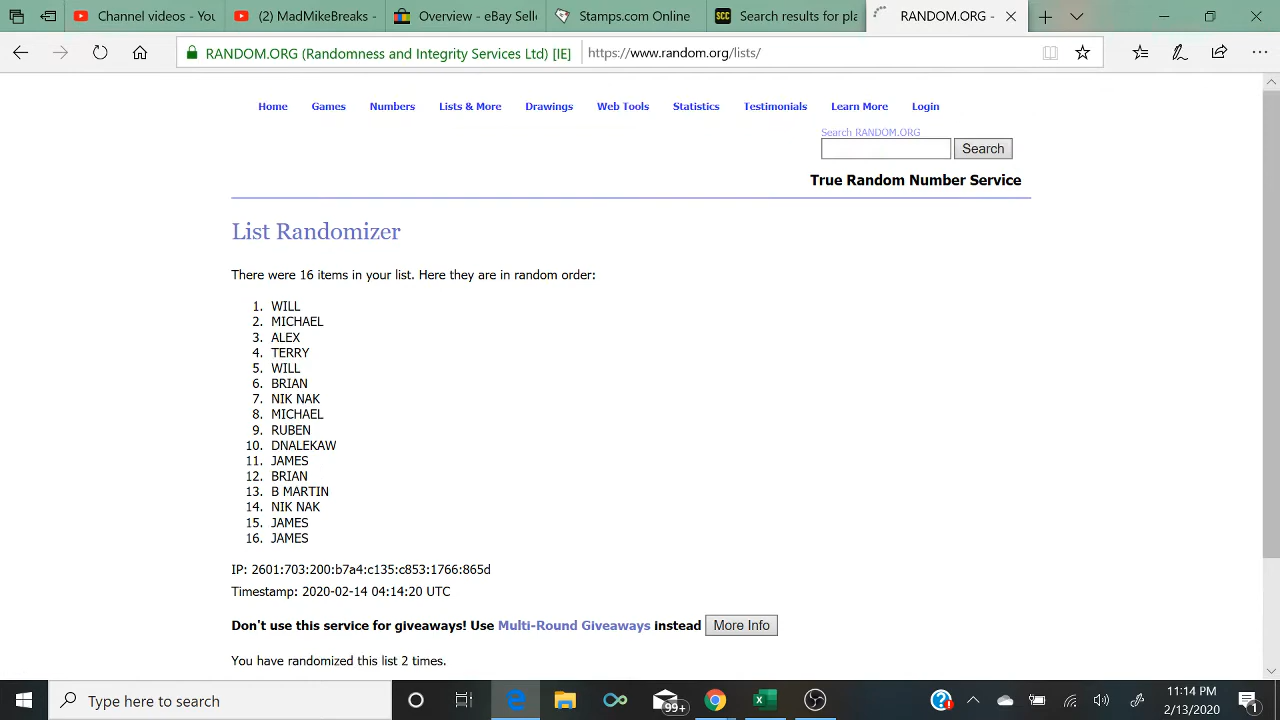 Channel videos - You
MadMikeBreaks -
Overview - eBay Selle
Stamps.com Online
Search results for pla
RANDOM.ORG -
RANDOM.ORG (Randomness and Integrity Services Ltd) [IE]
https://www.random.org/lists/
Home Games Numbers Lists & More Drawings Web Tools Statistics Testimonials Learn More Login
Search RANDOM.ORG
Search
True Random Number Service
List Randomizer
There were 16 items in your list. Here they are in random order:
1. WILL
2. MICHAEL
3. ALEX
4. TERRY
5. WILL
6. BRIAN
7. NIK NAK
8. MICHAEL
9. RUBEN
10. DNALEKAW
11. JAMES
12. BRIAN
13. B MARTIN
14. NIK NAK
15. JAMES
16. JAMES
IP: 2601:703:200:b7a4:c135:c853:1766:865d
Timestamp: 2020-02-14 04:14:20 UTC
Don't use this service for giveaways! Use Multi-Round Giveaways instead More Info
You have randomized this list 2 times.
Type here to search
99+
11:14 PM
2/13/2020
1